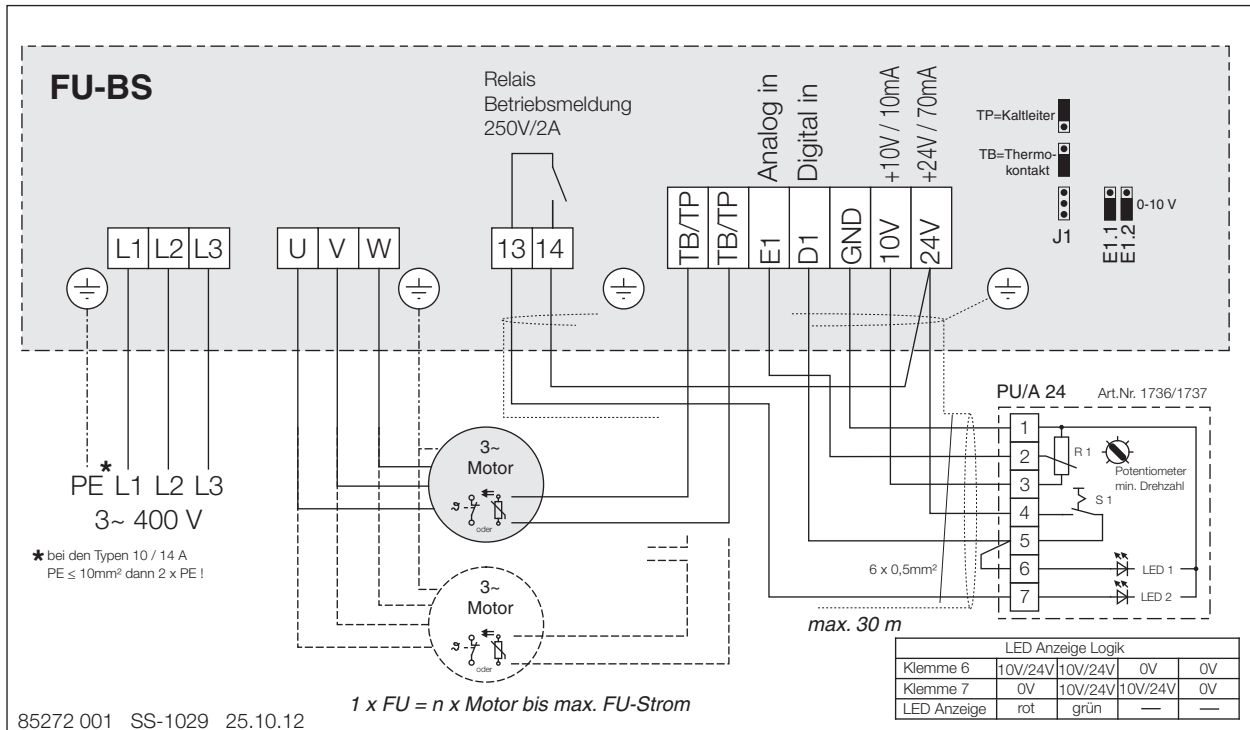 FU-BS
Relais
Betriebsmeldung
250V/2A
Analog in
Digital in
+10V / 10mA
+24V / 70mA
TP=Kaltleiter
TB=Thermo-
kontakt
J1
E1.1
E1.2
0-10 V
L1 L2 L3
U V W
13 14
TB/TP
TB/TP
E1
D1
GND
10V
24V
PE * L1 L2 L3
3~ 400 V
* bei den Typen 10 / 14 A
PE ≤ 10mm² dann 2 x PE !
3~
Motor
ϑ
oder
3~
Motor
ϑ
oder
1 x FU = n x Motor bis max. FU-Strom
PU/A 24
Art.Nr. 1736/1737
1
2
3
4
5
6
7
R 1
Potentiometer
min. Drehzahl
S 1
LED 1
LED 2
6 x 0,5mm²
max. 30 m
LED Anzeige Logik
Klemme 6 10V/24V 10V/24V 0V 0V
Klemme 7 0V 10V/24V 10V/24V 0V
LED Anzeige rot grün — —
85272 001 SS-1029 25.10.12